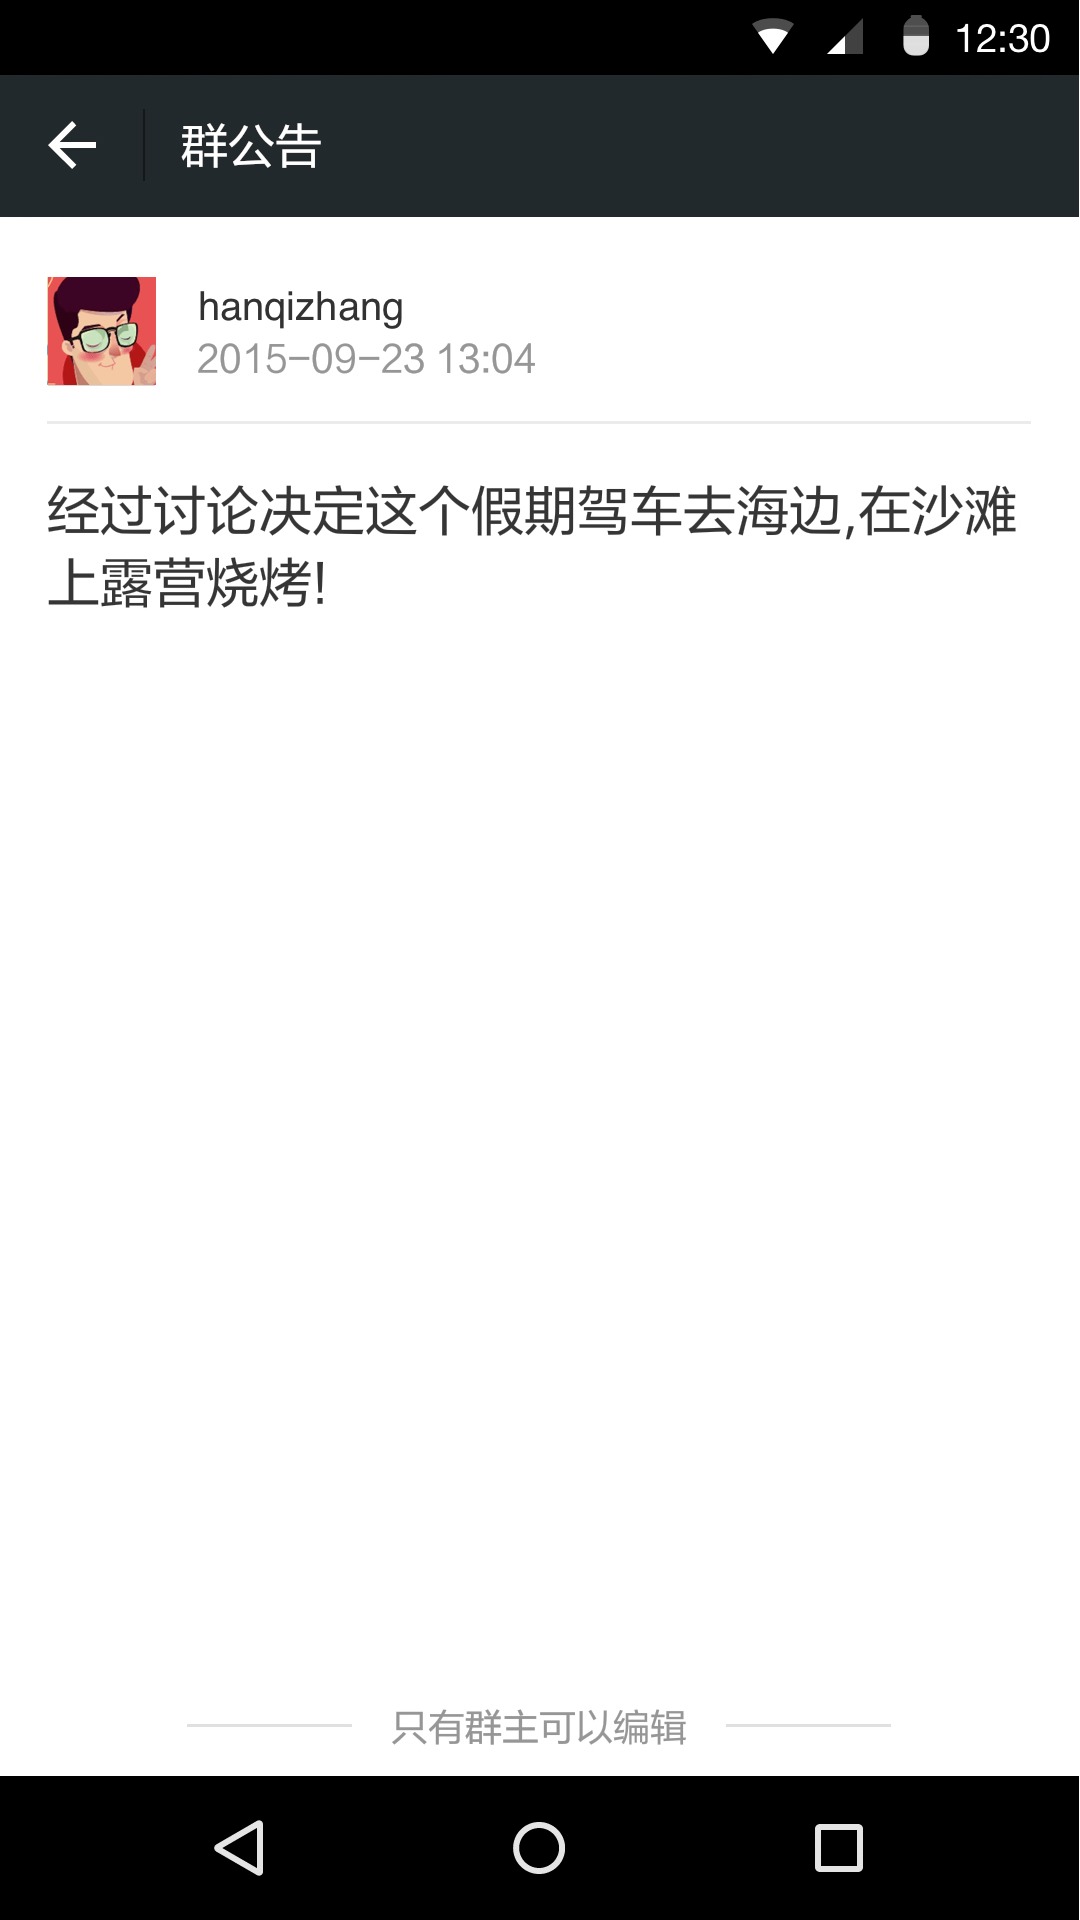 12:30
群公告
hanqizhang
2015-09-23 13:04
经过讨论决定这个假期驾车去海边,在沙滩
上露营烧烤!
只有群主可以编辑